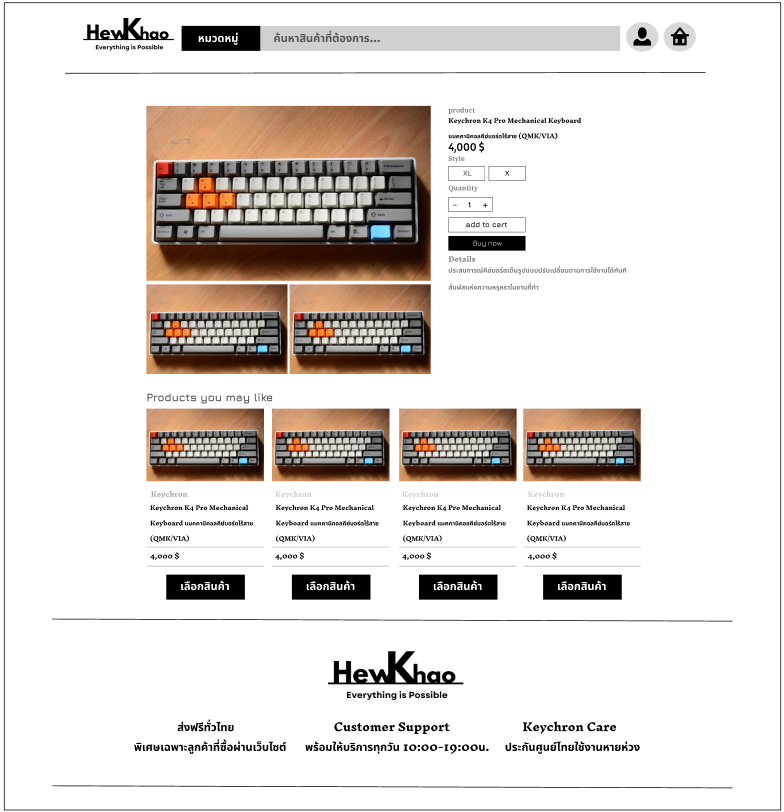 HewKhao
Everything is Possible
หมวดหมู่
ค้นหาสินค้าที่ต้องการ...
product
Keychron K4 Pro Mechanical Keyboard
แมคคานิคอลคีย์บอร์ดไร้สาย (QMK/VIA)
4,000 $
Style
XL X
Quantity
- 1 +
add to cart
Buy now
Details
ประสบการณ์คีย์บอร์ดเต็มรูปแบบปรับเปลี่ยนตามการใช้งานได้ทันที
สัมผัสแห่งความหรูหราในงานที่ทำ
Products you may like
Keychron
Keychron K4 Pro Mechanical
Keyboard แมคคานิคอลคีย์บอร์ดไร้สาย
(QMK/VIA)
4,000 $
เลือกสินค้า
Keychron
Keychron K4 Pro Mechanical
Keyboard แมคคานิคอลคีย์บอร์ดไร้สาย
(QMK/VIA)
4,000 $
เลือกสินค้า
Keychron
Keychron K4 Pro Mechanical
Keyboard แมคคานิคอลคีย์บอร์ดไร้สาย
(QMK/VIA)
4,000 $
เลือกสินค้า
Keychron
Keychron K4 Pro Mechanical
Keyboard แมคคานิคอลคีย์บอร์ดไร้สาย
(QMK/VIA)
4,000 $
เลือกสินค้า
HewKhao
Everything is Possible
ส่งฟรีทั่วไทย
พิเศษเฉพาะลูกค้าที่ซื้อผ่านเว็บไซต์
Customer Support
พร้อมให้บริการทุกวัน 10:00-19:00น.
Keychron Care
ประกันศูนย์ไทยใช้งานหายห่วง